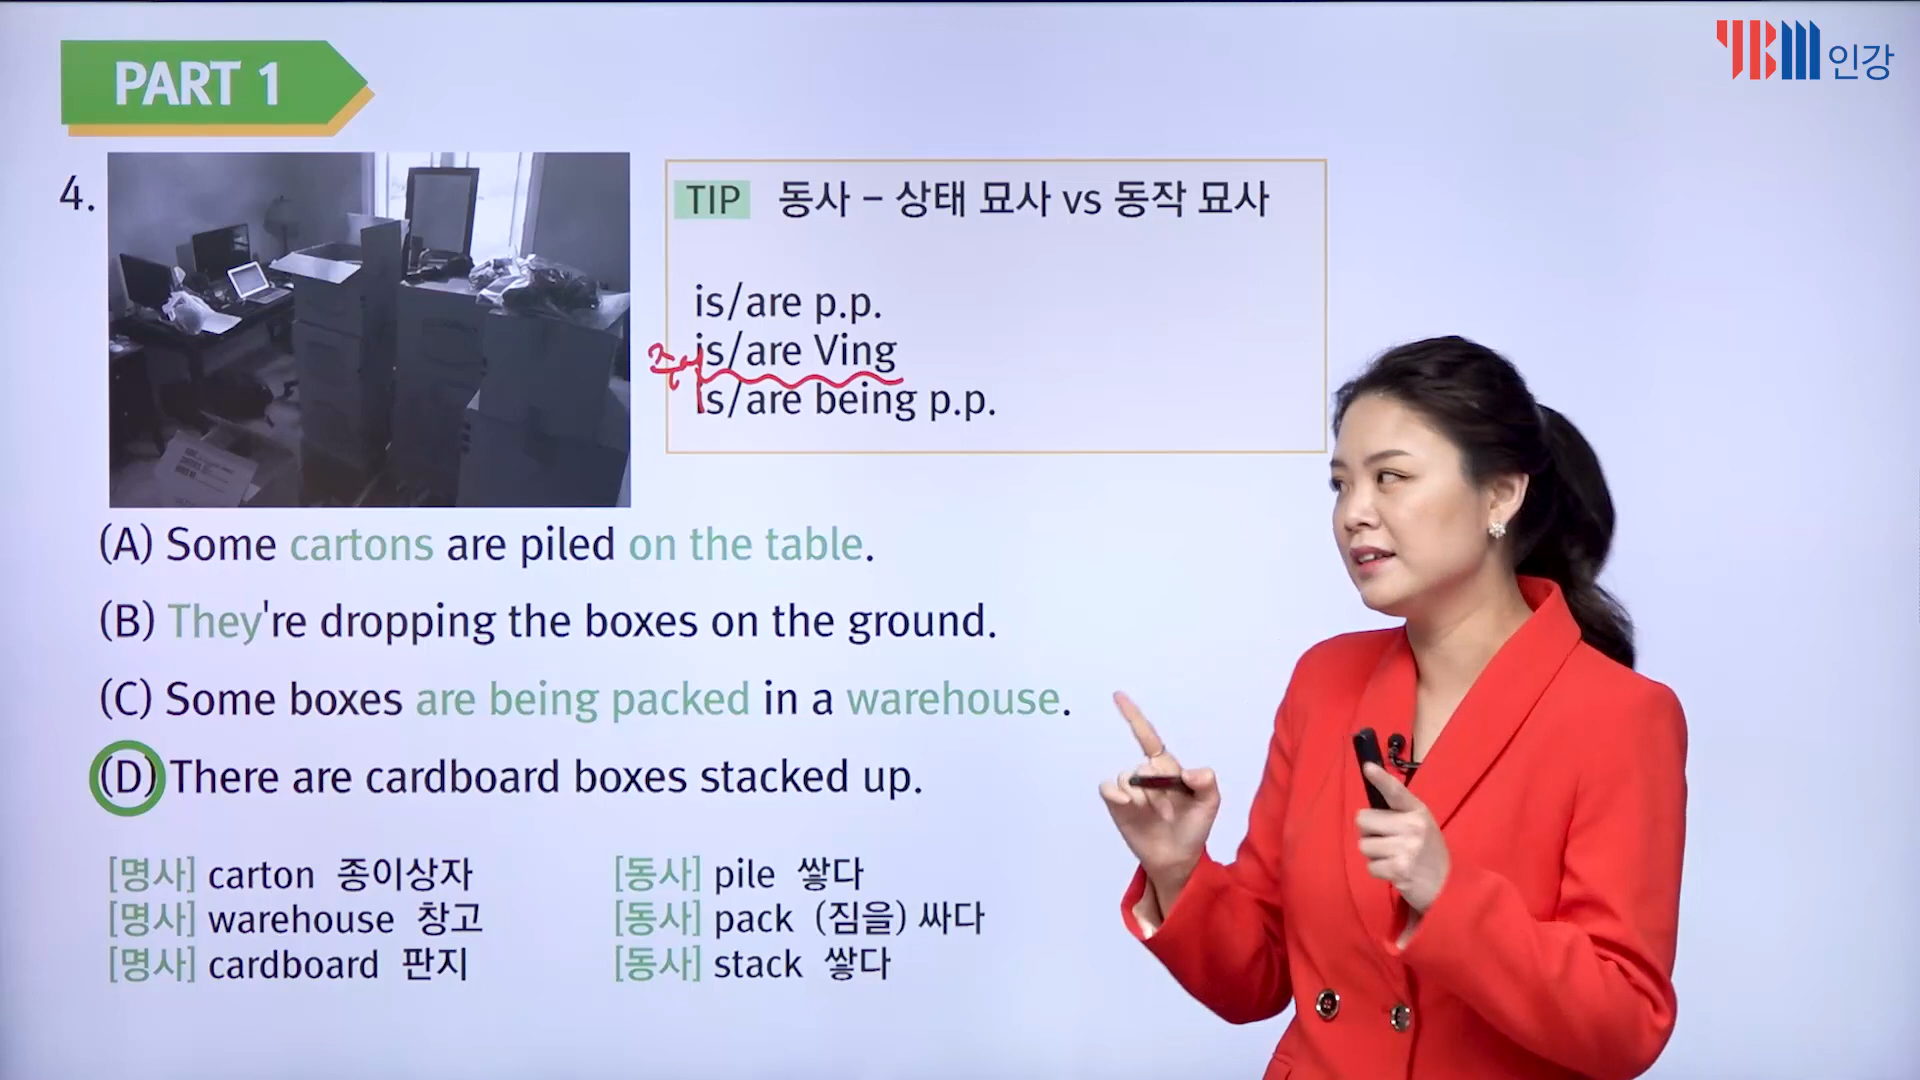 YBM 인강
PART 1
4.
TIP 동사 – 상태 묘사 vs 동작 묘사
is/are p.p.
주어
is/are Ving
is/are being p.p.
(A) Some cartons are piled on the table.
(B) They're dropping the boxes on the ground.
(C) Some boxes are being packed in a warehouse.
(D) There are cardboard boxes stacked up.
[명사] carton 종이상자
[동사] pile 쌓다
[명사] warehouse 창고
[동사] pack (짐을) 싸다
[명사] cardboard 판지
[동사] stack 쌓다